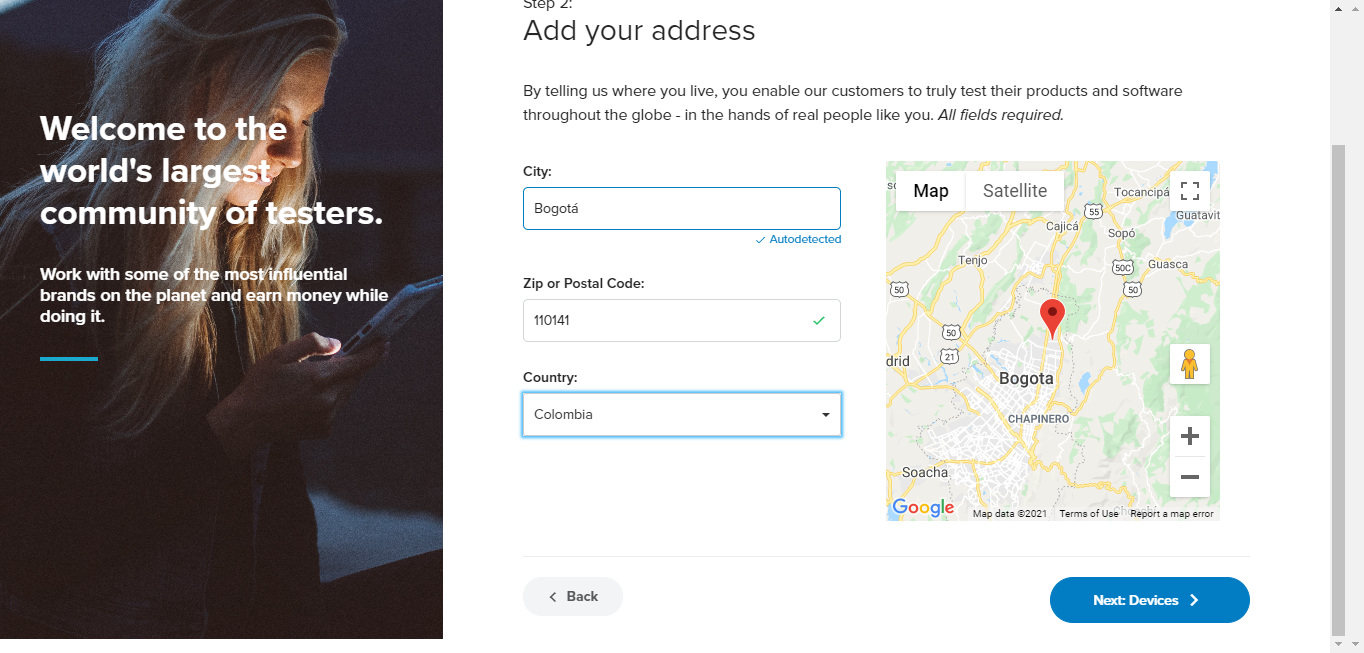 Welcome to the
world's largest
community of testers.
Work with some of the most influential
brands on the planet and earn money while
doing it.
Step 2:
Add your address
By telling us where you live, you enable our customers to truly test their products and software
throughout the globe - in the hands of real people like you. All fields required.
City:
Bogotá
Autodetected
Zip or Postal Code:
110141
Country:
Colombia
Map
Satellite
Tocancipá
Guatavit
55
Cajicá
Sopó
Tenjo
50C
Guasca
50
50
50
21
drid
Bogota
CHAPINERO
Soacha
Google
Map data ©2021
Terms of Use
Report a map error
Back
Next: Devices